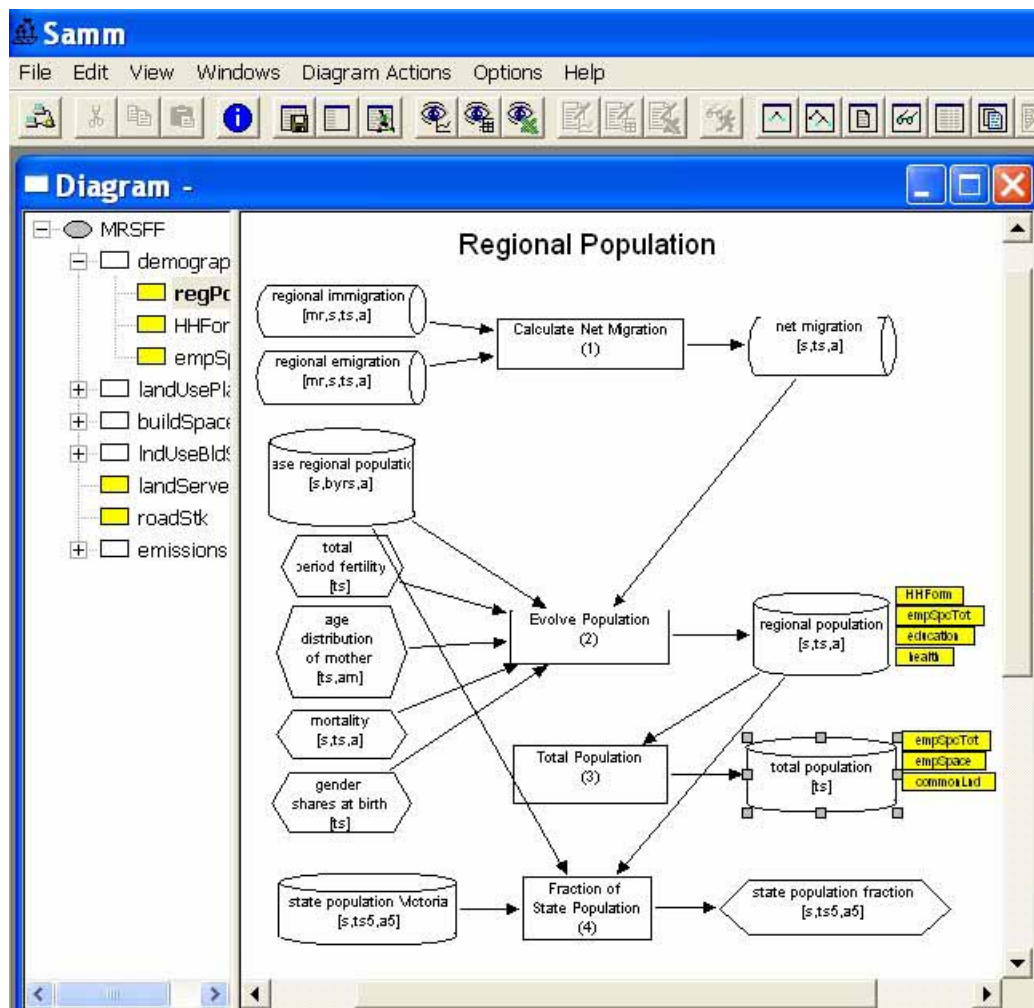 Samm
File Edit View Windows Diagram Actions Options Help
Diagram -
MRSFF
demograp
regPo
HHFor
empSp
landUsePla
buildSpace
lndUseBldS
landServe
roadStk
emissions
Regional Population
regional immigration
[mr,s,ts,a]
Calculate Net Migration
(1)
net migration
[s,ts,a]
regional emigration
[mr,s,ts,a]
ase regional populatio
[s,byrs,a]
total
period fertility
[ts]
age
distribution
of mother
[ts,am]
Evolve Population
(2)
regional population
[s,ts,a]
HHForm
empSpcTot
education
health
mortality
[s,ts,a]
gender
shares at birth
[ts]
Total Population
(3)
total population
[ts]
empSpcTot
empSpace
commonLnd
state population Victoria
[s,ts5,a5]
Fraction of
State Population
(4)
state population fraction
[s,ts5,a5]